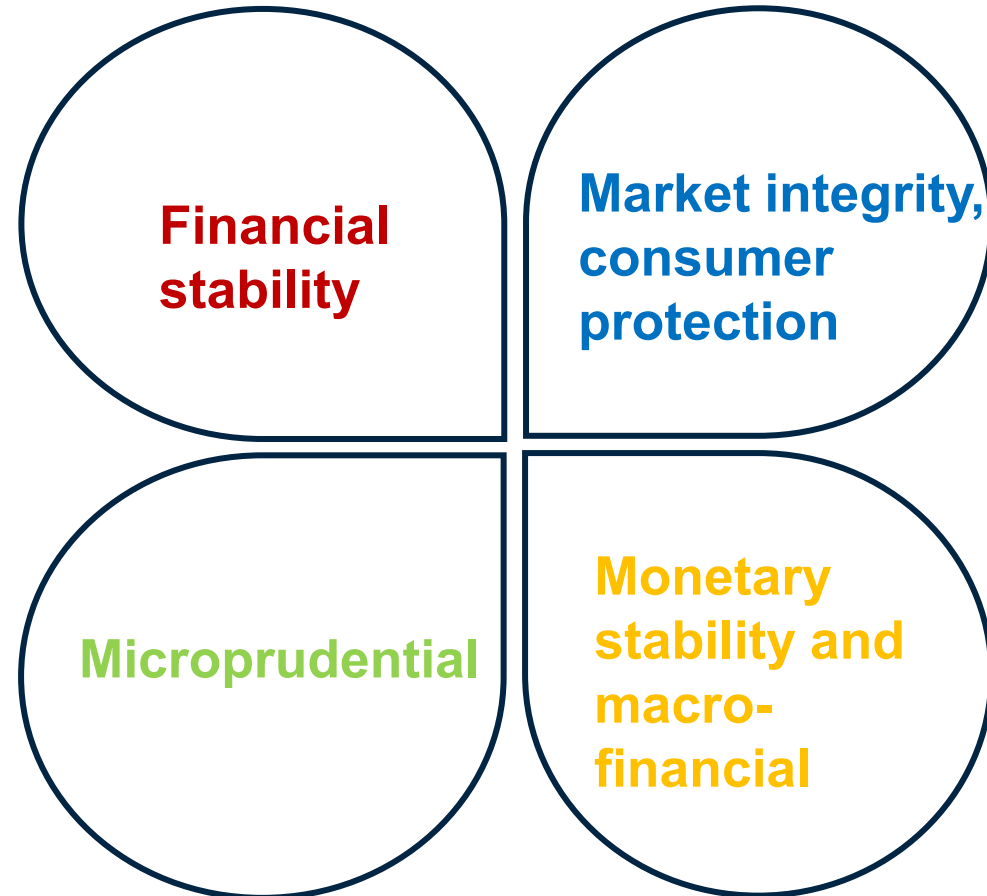 Financial
stability
Market integrity,
consumer
protection
Microprudential
Monetary
stability and
macro-
financial